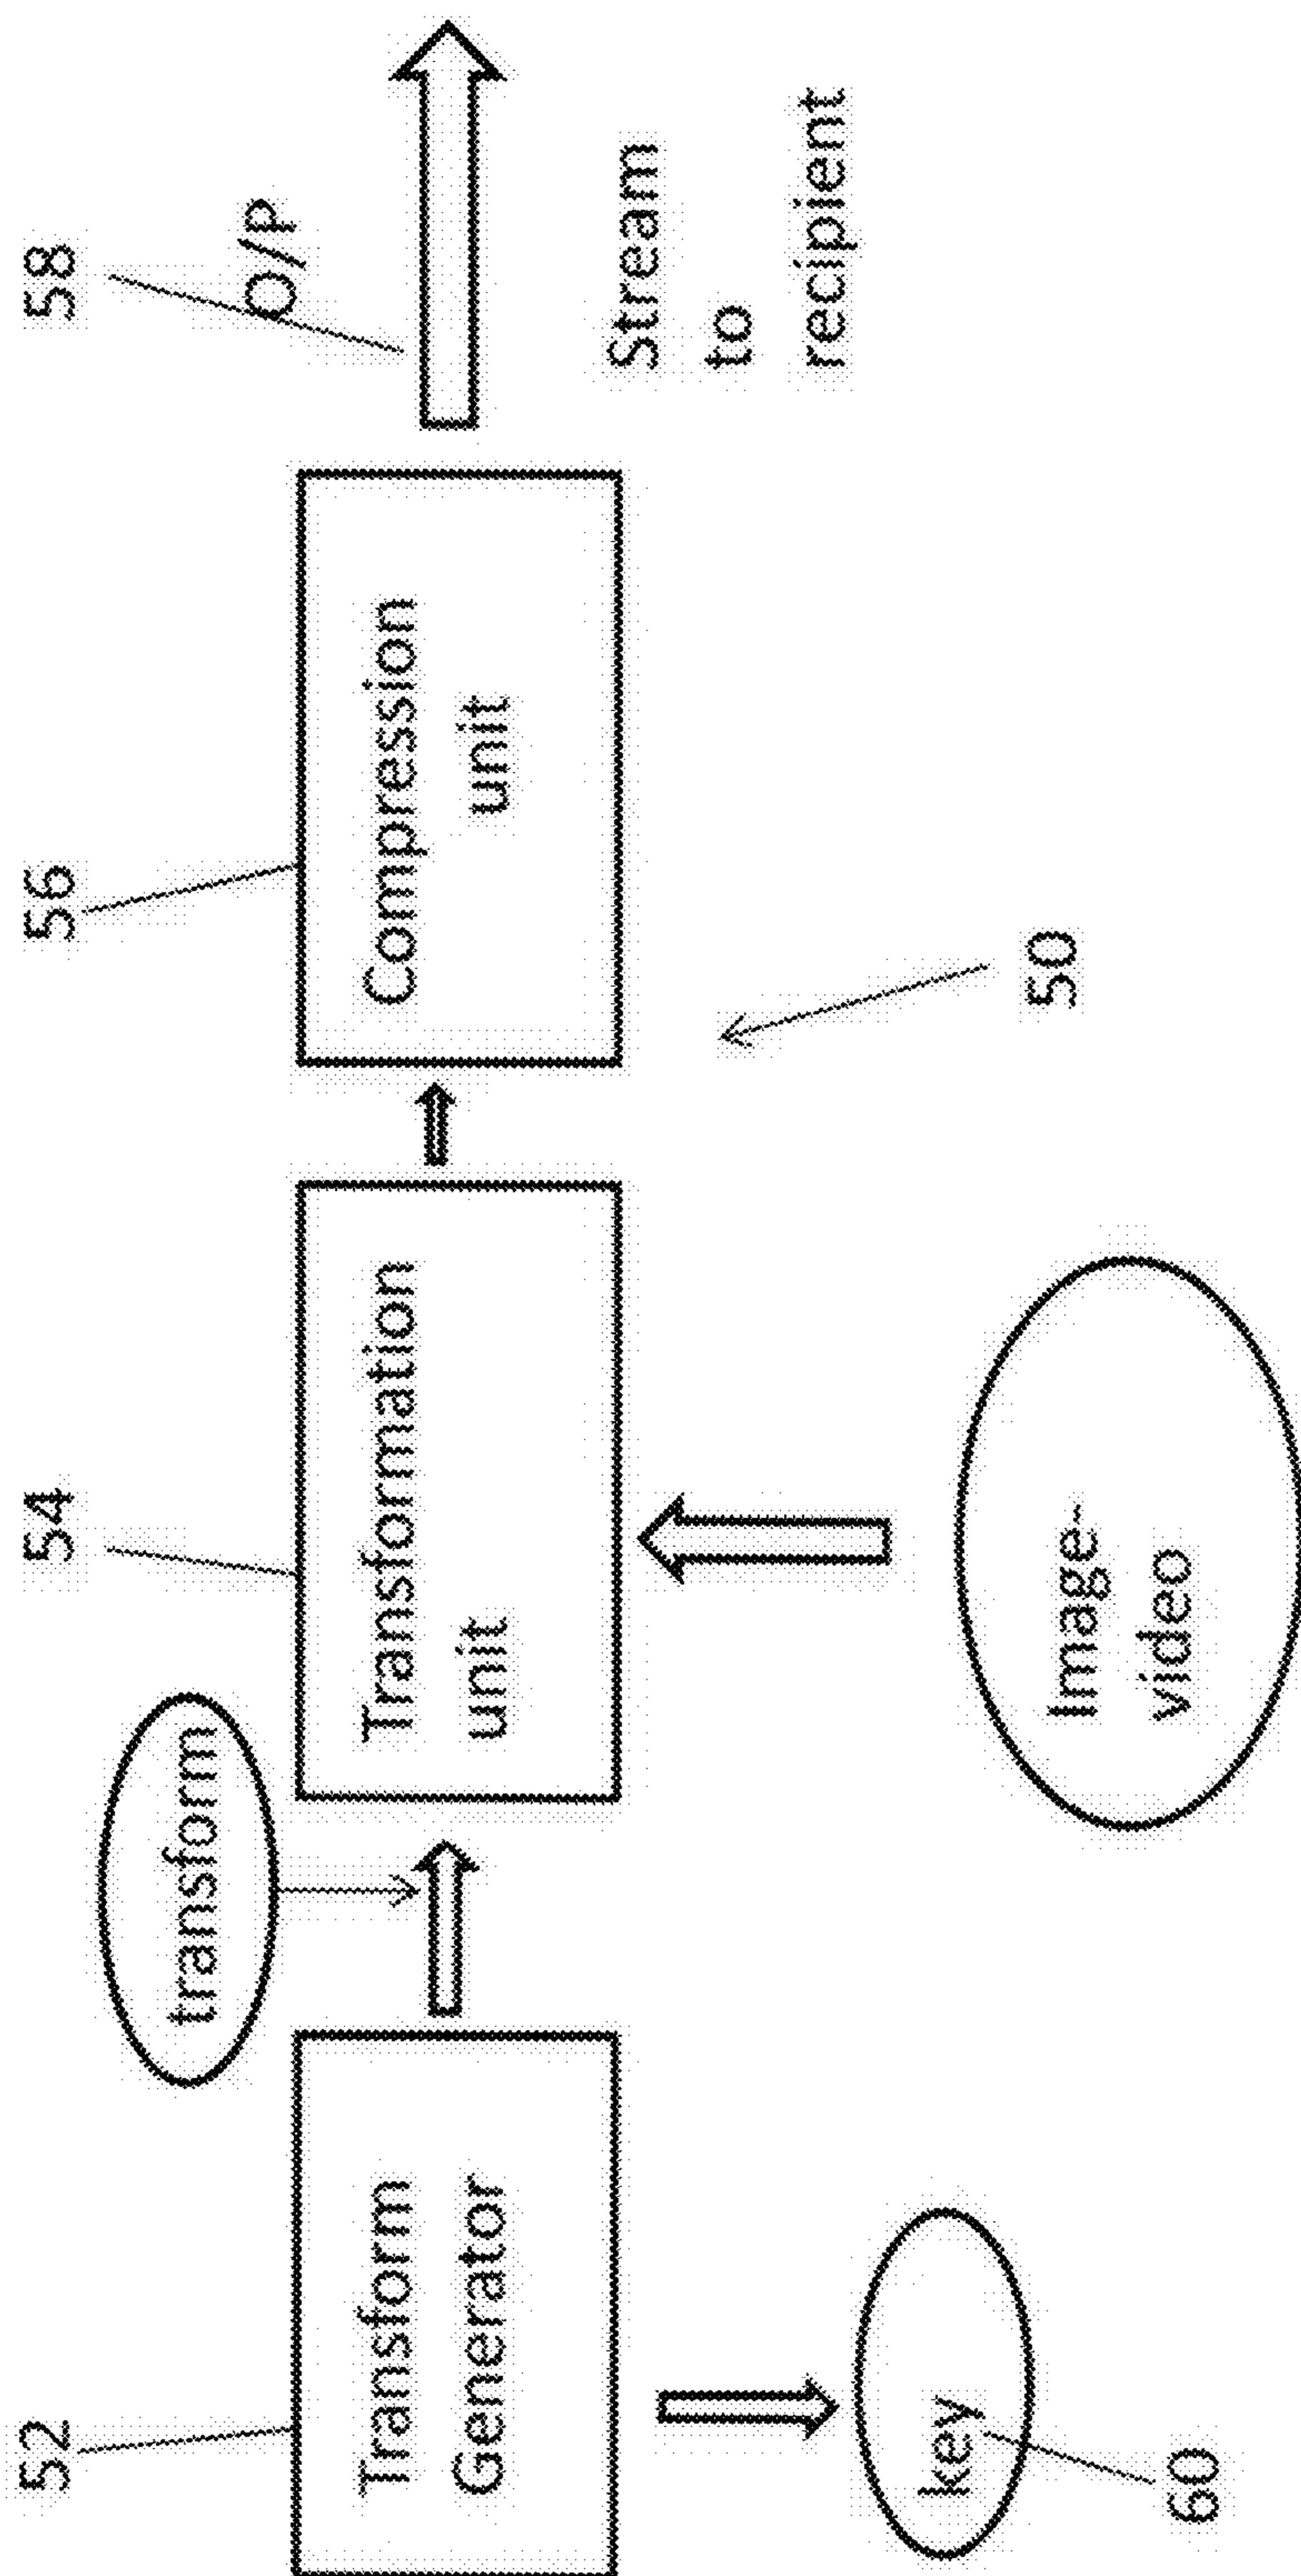 52
54
56
58
transform
O/P
Transform
Generator
Transformation
unit
Compression
unit
Stream
to
recipient
key
60
Image-
video
50